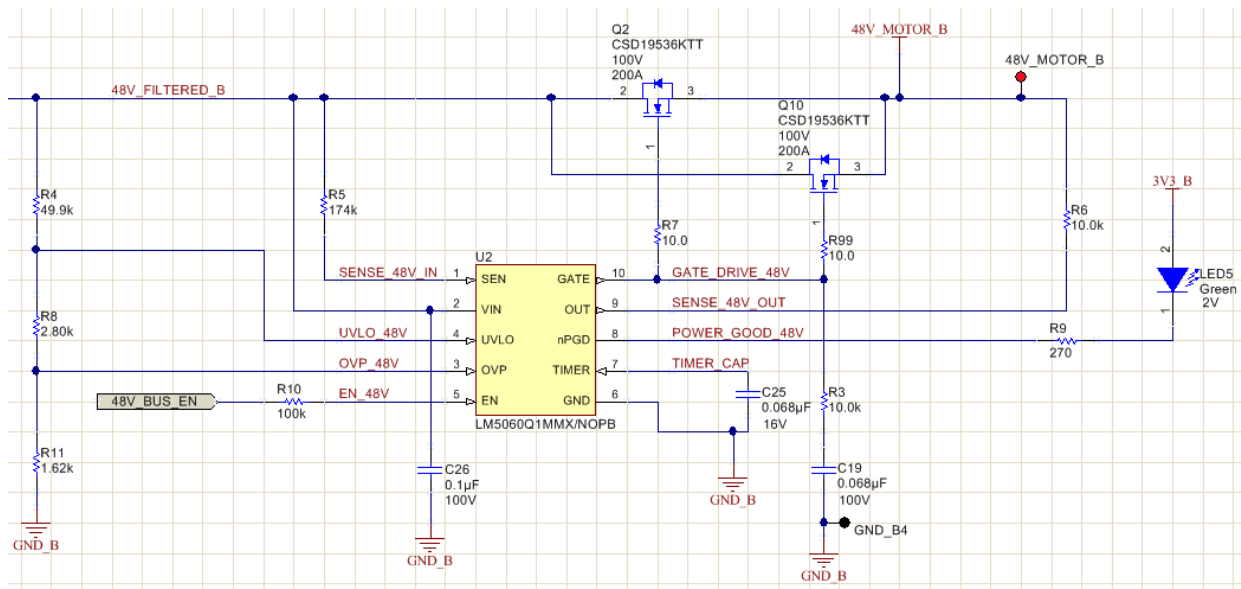 Q2
CSD19536KTT
100V
200A
48V_MOTOR_B
48V_MOTOR_B
48V_FILTERED_B
2
3
1
Q10
CSD19536KTT
100V
200A
2
3
1
R4
49.9k
R5
174k
R7
10.0
R99
10.0
R6
10.0k
3V3_B
2
LED5
Green
2V
1
U2
SENSE_48V_IN
1
SEN
GATE
10
GATE_DRIVE_48V
2
VIN
OUT
9
SENSE_48V_OUT
R8
2.80k
UVLO_48V
4
UVLO
nPGD
8
POWER_GOOD_48V
R9
270
OVP_48V
3
OVP
TIMER
7
TIMER_CAP
48V_BUS_EN
R10
100k
EN_48V
5
EN
GND
6
LM5060Q1MMX/NOPB
C25
0.068µF
16V
R3
10.0k
R11
1.62k
C26
0.1µF
100V
C19
0.068µF
100V
GND_B
GND_B
GND_B
GND_B4
GND_B